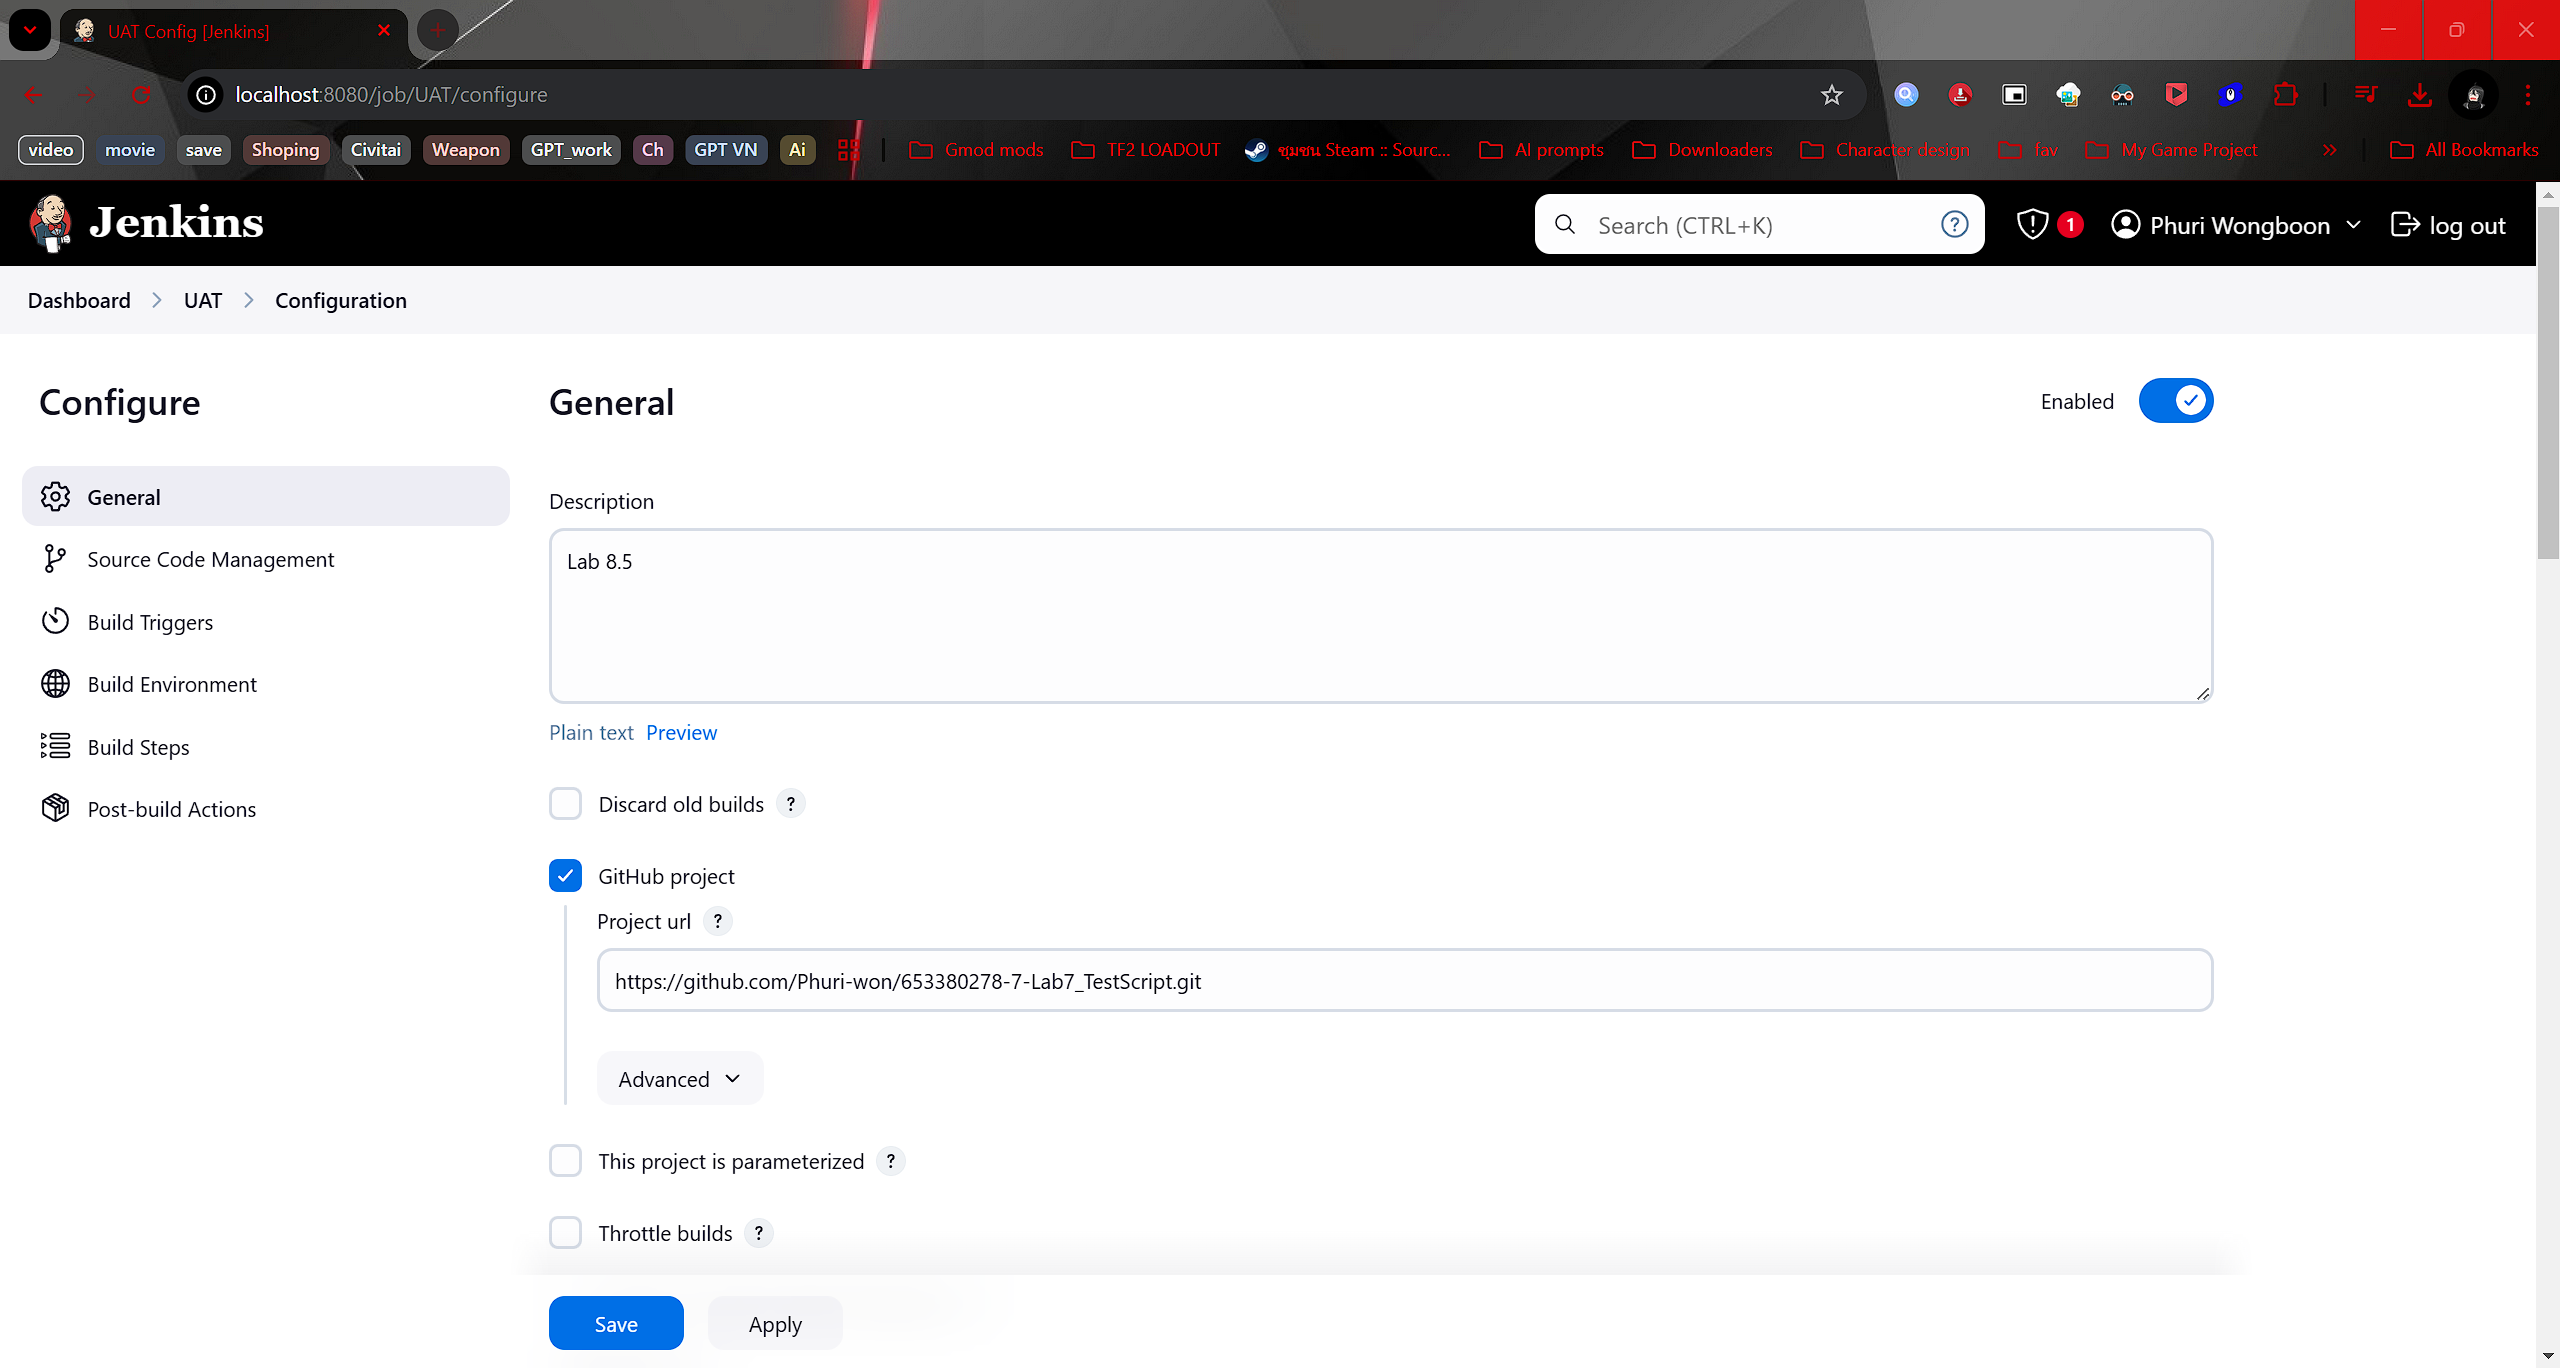 UAT Config [Jenkins]
localhost:8080/job/UAT/configure
video movie save Shoping Civitai Weapon GPT_work Ch GPT VN Ai Gmod mods TF2 LOADOUT ชุมชน Steam :: Sourc... AI prompts Downloaders Character design fav My Game Project All Bookmarks
Jenkins
Search (CTRL+K)
1
Phuri Wongboon
log out
Dashboard UAT Configuration
Configure
General
Source Code Management
Build Triggers
Build Environment
Build Steps
Post-build Actions
General
Enabled
Description
Lab 8.5
Plain text Preview
Discard old builds ?
GitHub project
Project url ?
https://github.com/Phuri-won/653380278-7-Lab7_TestScript.git
Advanced
This project is parameterized ?
Throttle builds ?
Save Apply